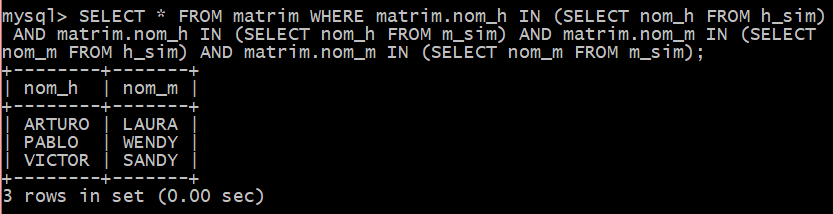 mysql> SELECT * FROM matrim WHERE matrim.nom_h IN (SELECT nom_h FROM h_sim)
 AND matrim.nom_h IN (SELECT nom_h FROM m_sim) AND matrim.nom_m IN (SELECT
nom_m FROM h_sim) AND matrim.nom_m IN (SELECT nom_m FROM m_sim);
+--------+-------+
| nom_h  | nom_m |
+--------+-------+
| ARTURO | LAURA |
| PABLO  | WENDY |
| VICTOR | SANDY |
+--------+-------+
3 rows in set (0.00 sec)